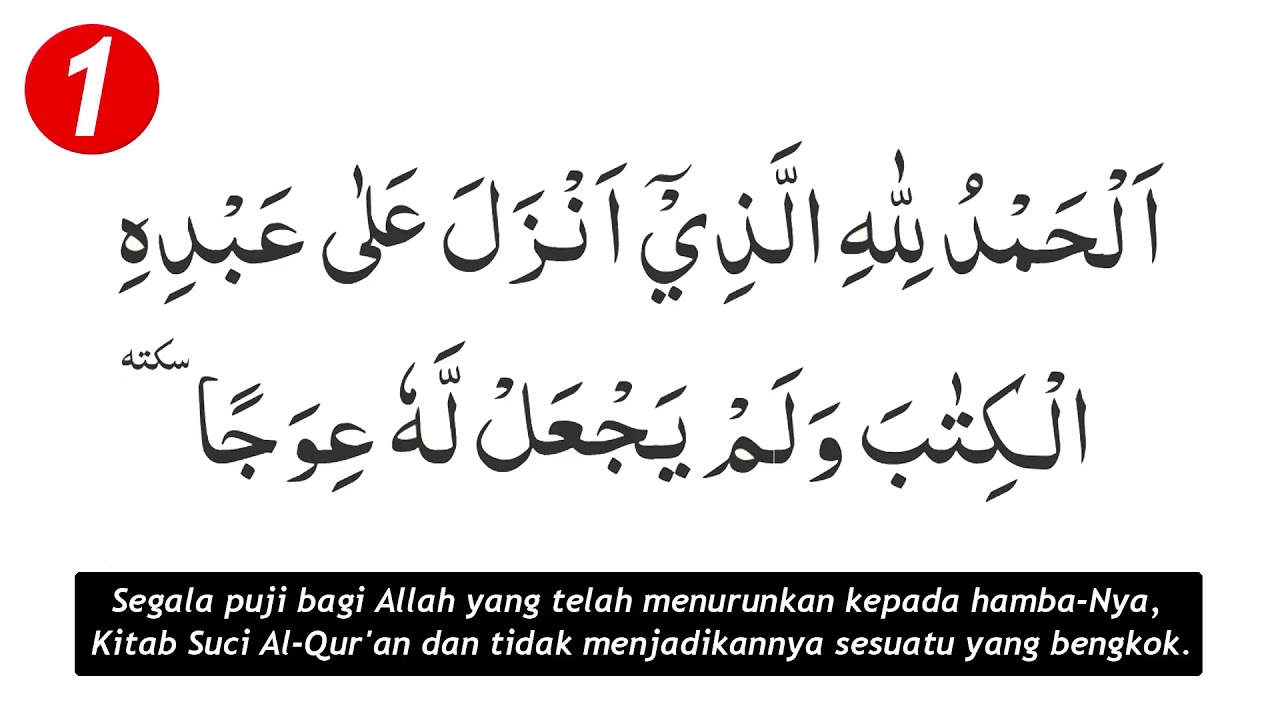 1
اَلْحَمْدُ لِلّٰهِ الَّذِيْٓ اَنْزَلَ عَلٰى عَبْدِهِ
الْكِتٰبَ وَلَمْ يَجْعَلْ لَّهٗ عِوَجًا ۜسكته
Segala puji bagi Allah yang telah menurunkan kepada hamba-Nya,
Kitab Suci Al-Qur'an dan tidak menjadikannya sesuatu yang bengkok.